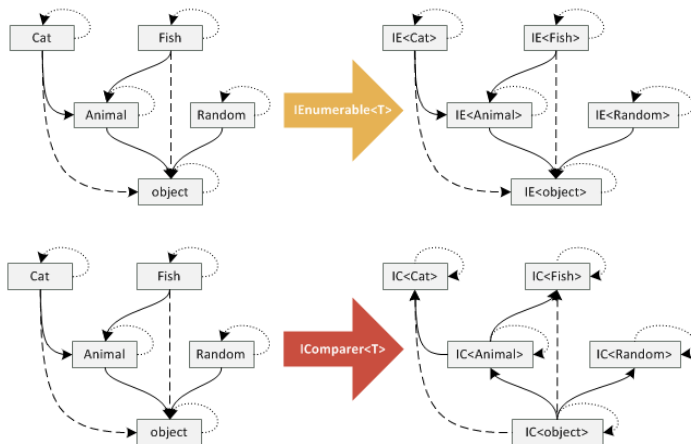 Cat
Fish
IE<Cat>
IE<Fish>
Animal
Random
IEnumerable<T>
IE<Animal>
IE<Random>
object
IE<object>
Cat
Fish
IC<Cat>
IC<Fish>
Animal
Random
IComparer<T>
IC<Animal>
IC<Random>
object
IC<object>